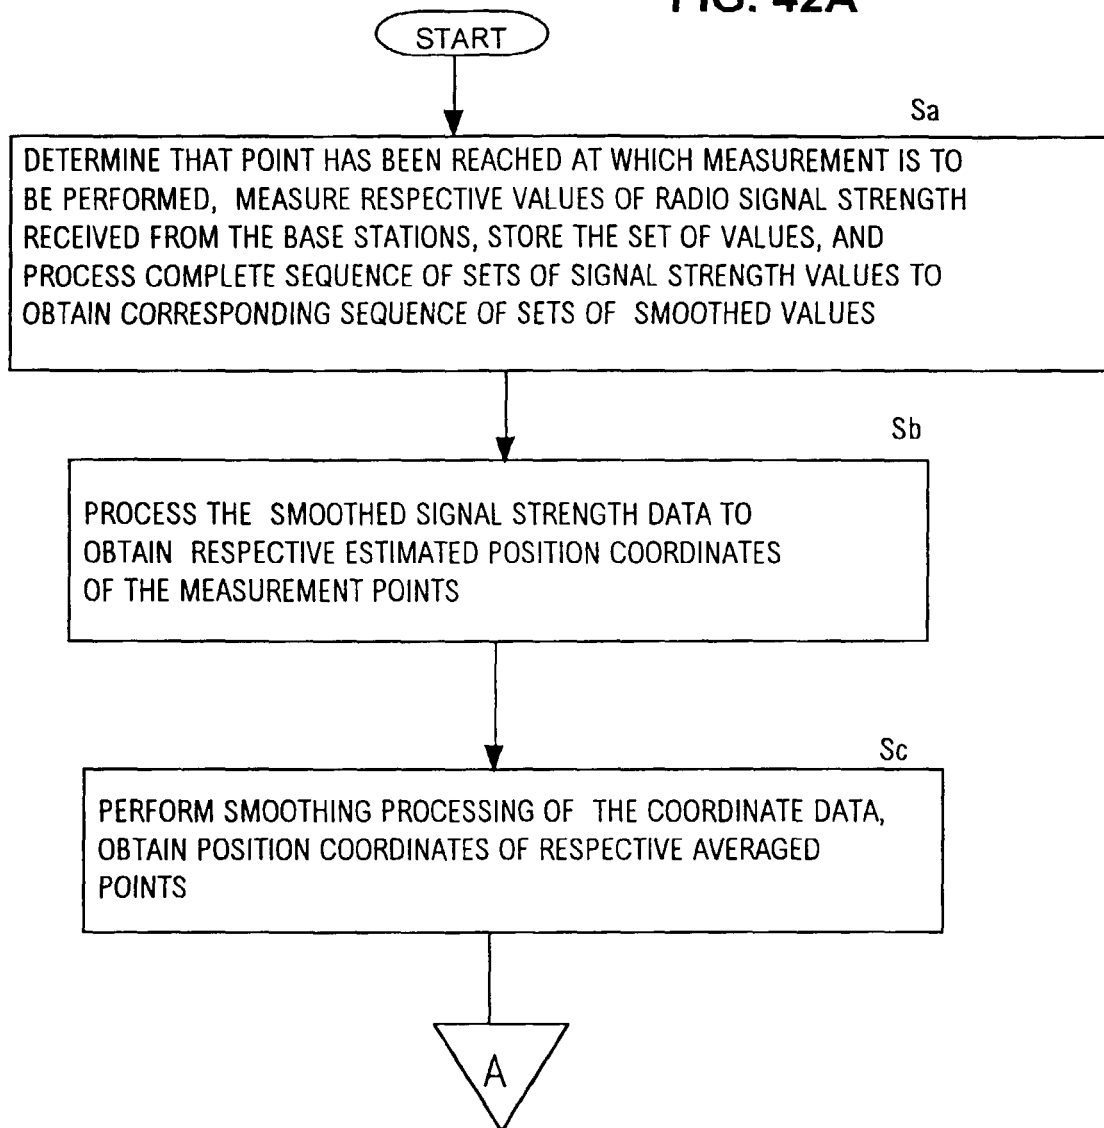 FIG. 42A
START
Sa
DETERMINE THAT POINT HAS BEEN REACHED AT WHICH MEASUREMENT IS TO
BE PERFORMED, MEASURE RESPECTIVE VALUES OF RADIO SIGNAL STRENGTH
RECEIVED FROM THE BASE STATIONS, STORE THE SET OF VALUES, AND
PROCESS COMPLETE SEQUENCE OF SETS OF SIGNAL STRENGTH VALUES TO
OBTAIN CORRESPONDING SEQUENCE OF SETS OF SMOOTHED VALUES
Sb
PROCESS THE SMOOTHED SIGNAL STRENGTH DATA TO
OBTAIN RESPECTIVE ESTIMATED POSITION COORDINATES
OF THE MEASUREMENT POINTS
Sc
PERFORM SMOOTHING PROCESSING OF THE COORDINATE DATA,
OBTAIN POSITION COORDINATES OF RESPECTIVE AVERAGED
POINTS
A